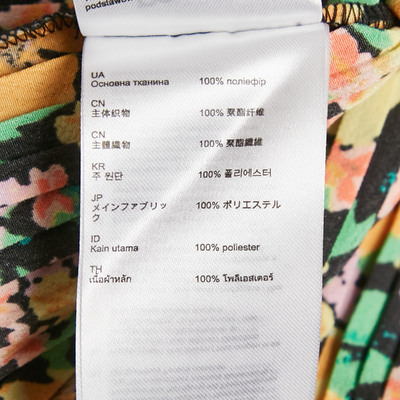 podstawow
UA
Основна тканина 100% поліефір
CN
主体织物 100% 聚酯纤维
CN
主體織物 100% 聚酯纖維
KR
주 원단 100% 폴리에스터
JP
メインファブリッ 100% ポリエステル
ク
ID
Kain utama 100% poliester
TH
เนื้อผ้าหลัก 100% โพลีเอสเตอร์